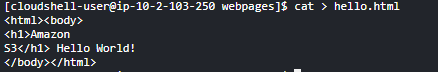 [cloudshell-user@ip-10-2-103-250 webpages]$ cat > hello.html
<html><body>
<h1>Amazon
S3</h1> Hello World!
</body></html>